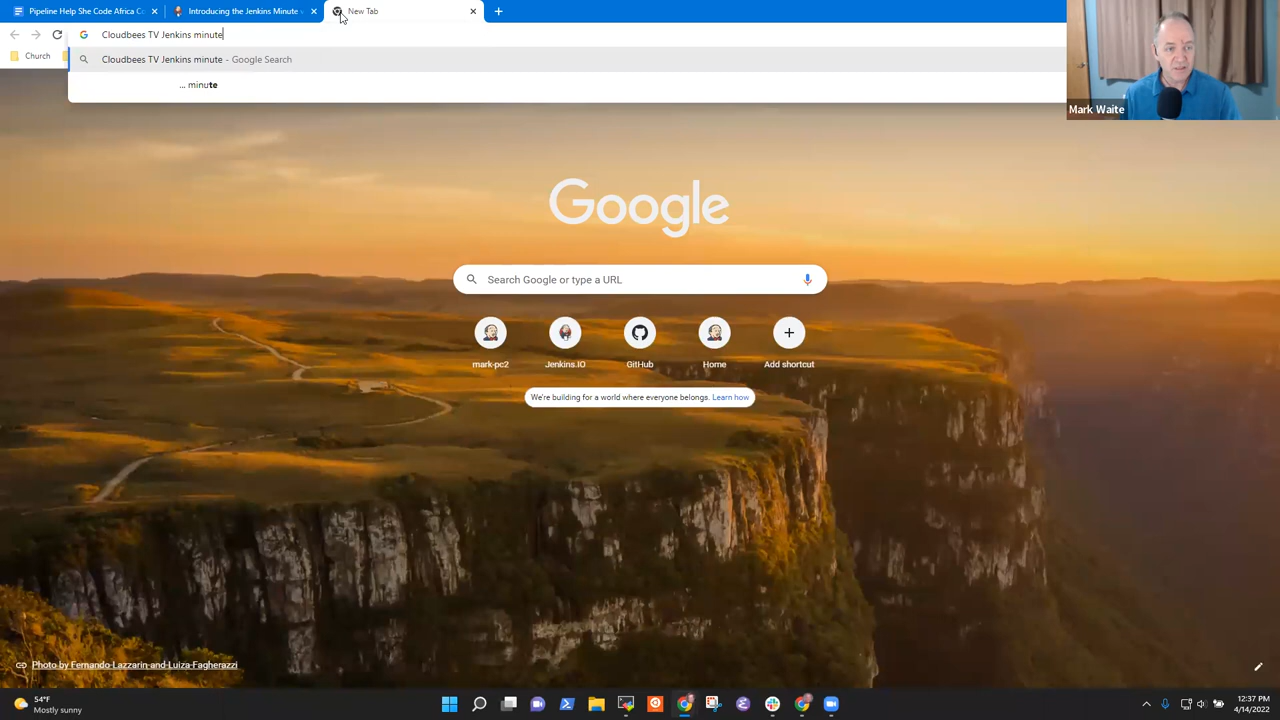 Pipeline Help She Code Africa Co
Introducing the Jenkins Minute v
New Tab
Cloudbees TV Jenkins minute
Church
Cloudbees TV Jenkins minute - Google Search
... minute
Mark Waite
Google
Search Google or type a URL
mark-pc2
Jenkins.IO
GitHub
Home
Add shortcut
We're building for a world where everyone belongs. Learn how
Photo by Fernando-Lazzarin-and-Luiza-Fagherazzi
54°F
Mostly sunny
12:37 PM
4/14/2022